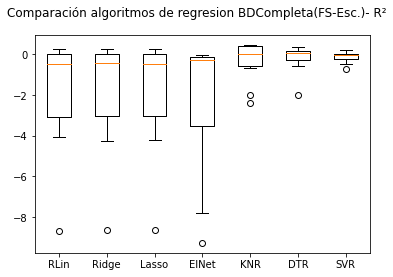 Comparación algoritmos de regresion BDCompleta(FS-Esc.)- R²
0
−2
−4
−6
−8
RLin Ridge Lasso ElNet KNR DTR SVR